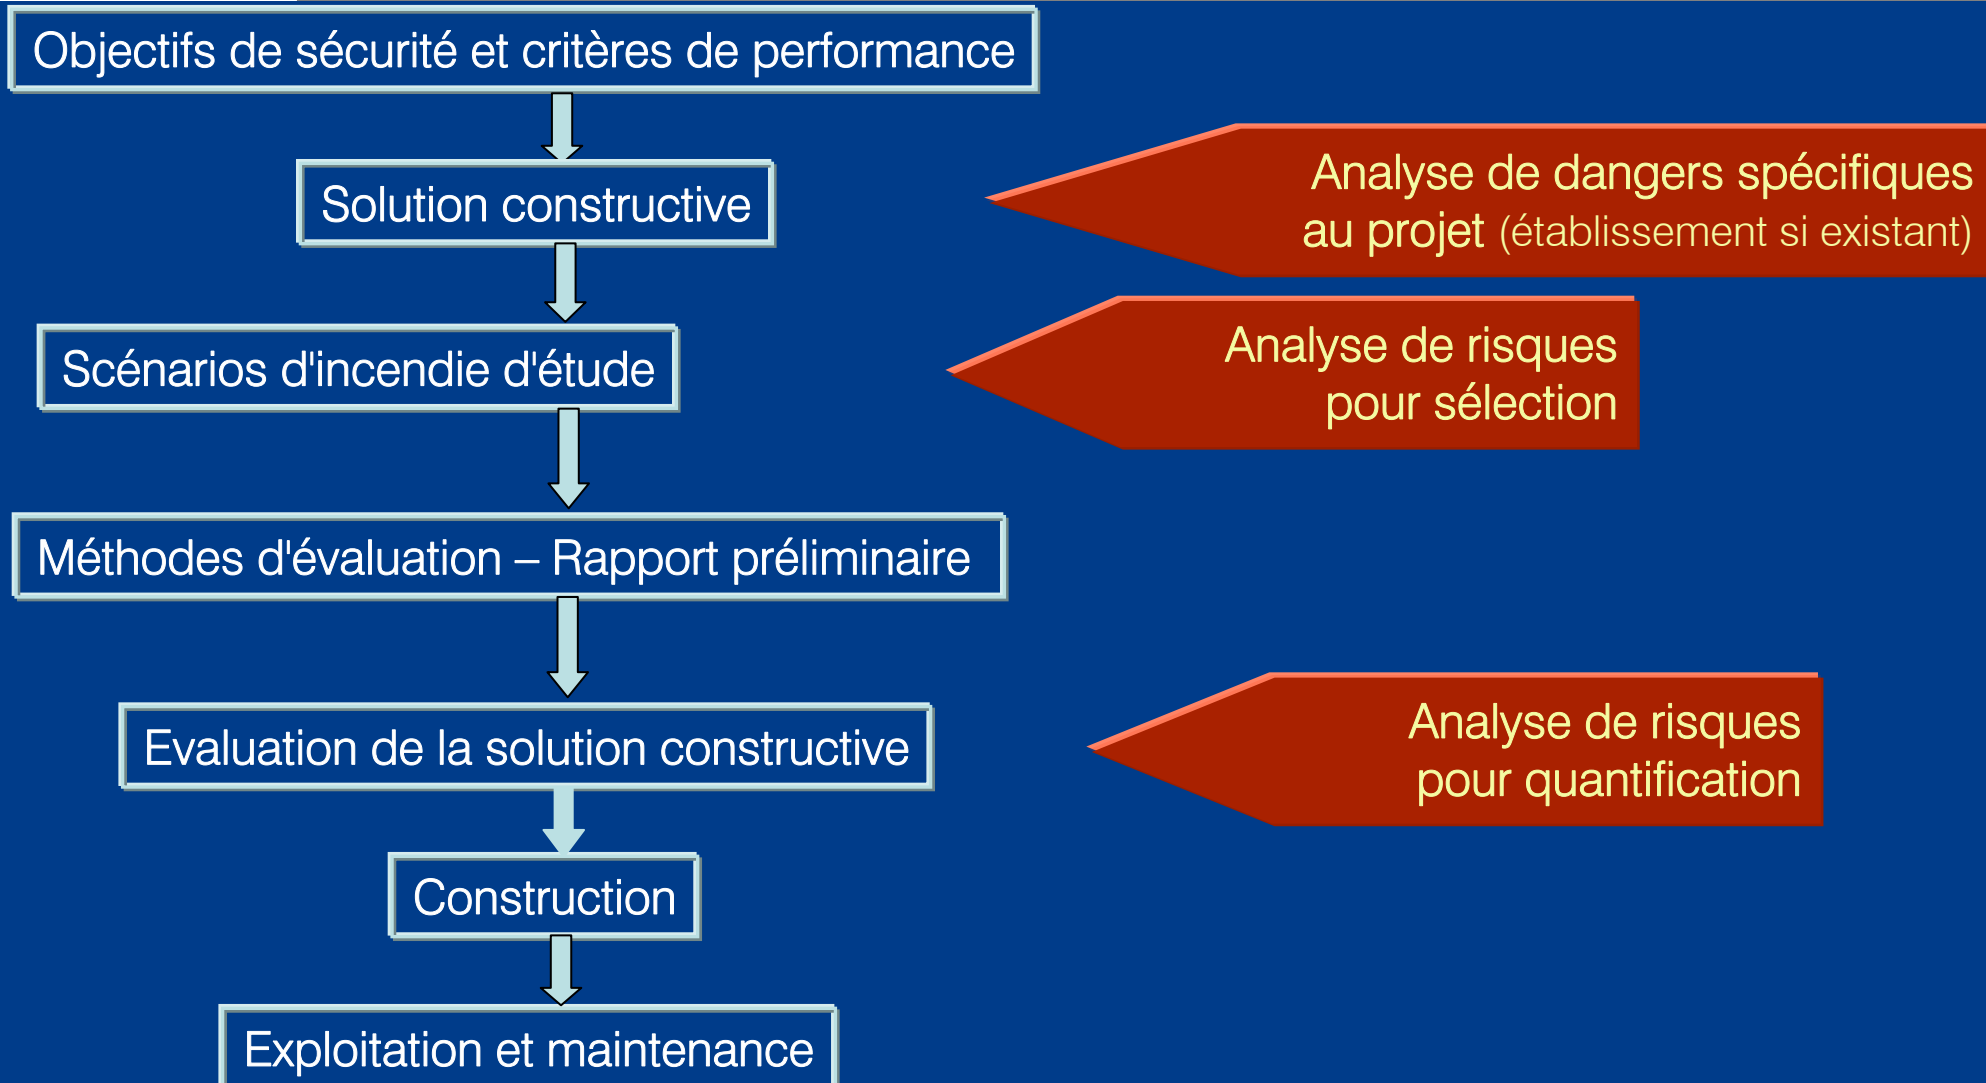 Objectifs de sécurité et critères de performance
Solution constructive
Analyse de dangers spécifiques
au projet (établissement si existant)
Scénarios d'incendie d'étude
Analyse de risques
pour sélection
Méthodes d'évaluation – Rapport préliminaire
Evaluation de la solution constructive
Analyse de risques
pour quantification
Construction
Exploitation et maintenance